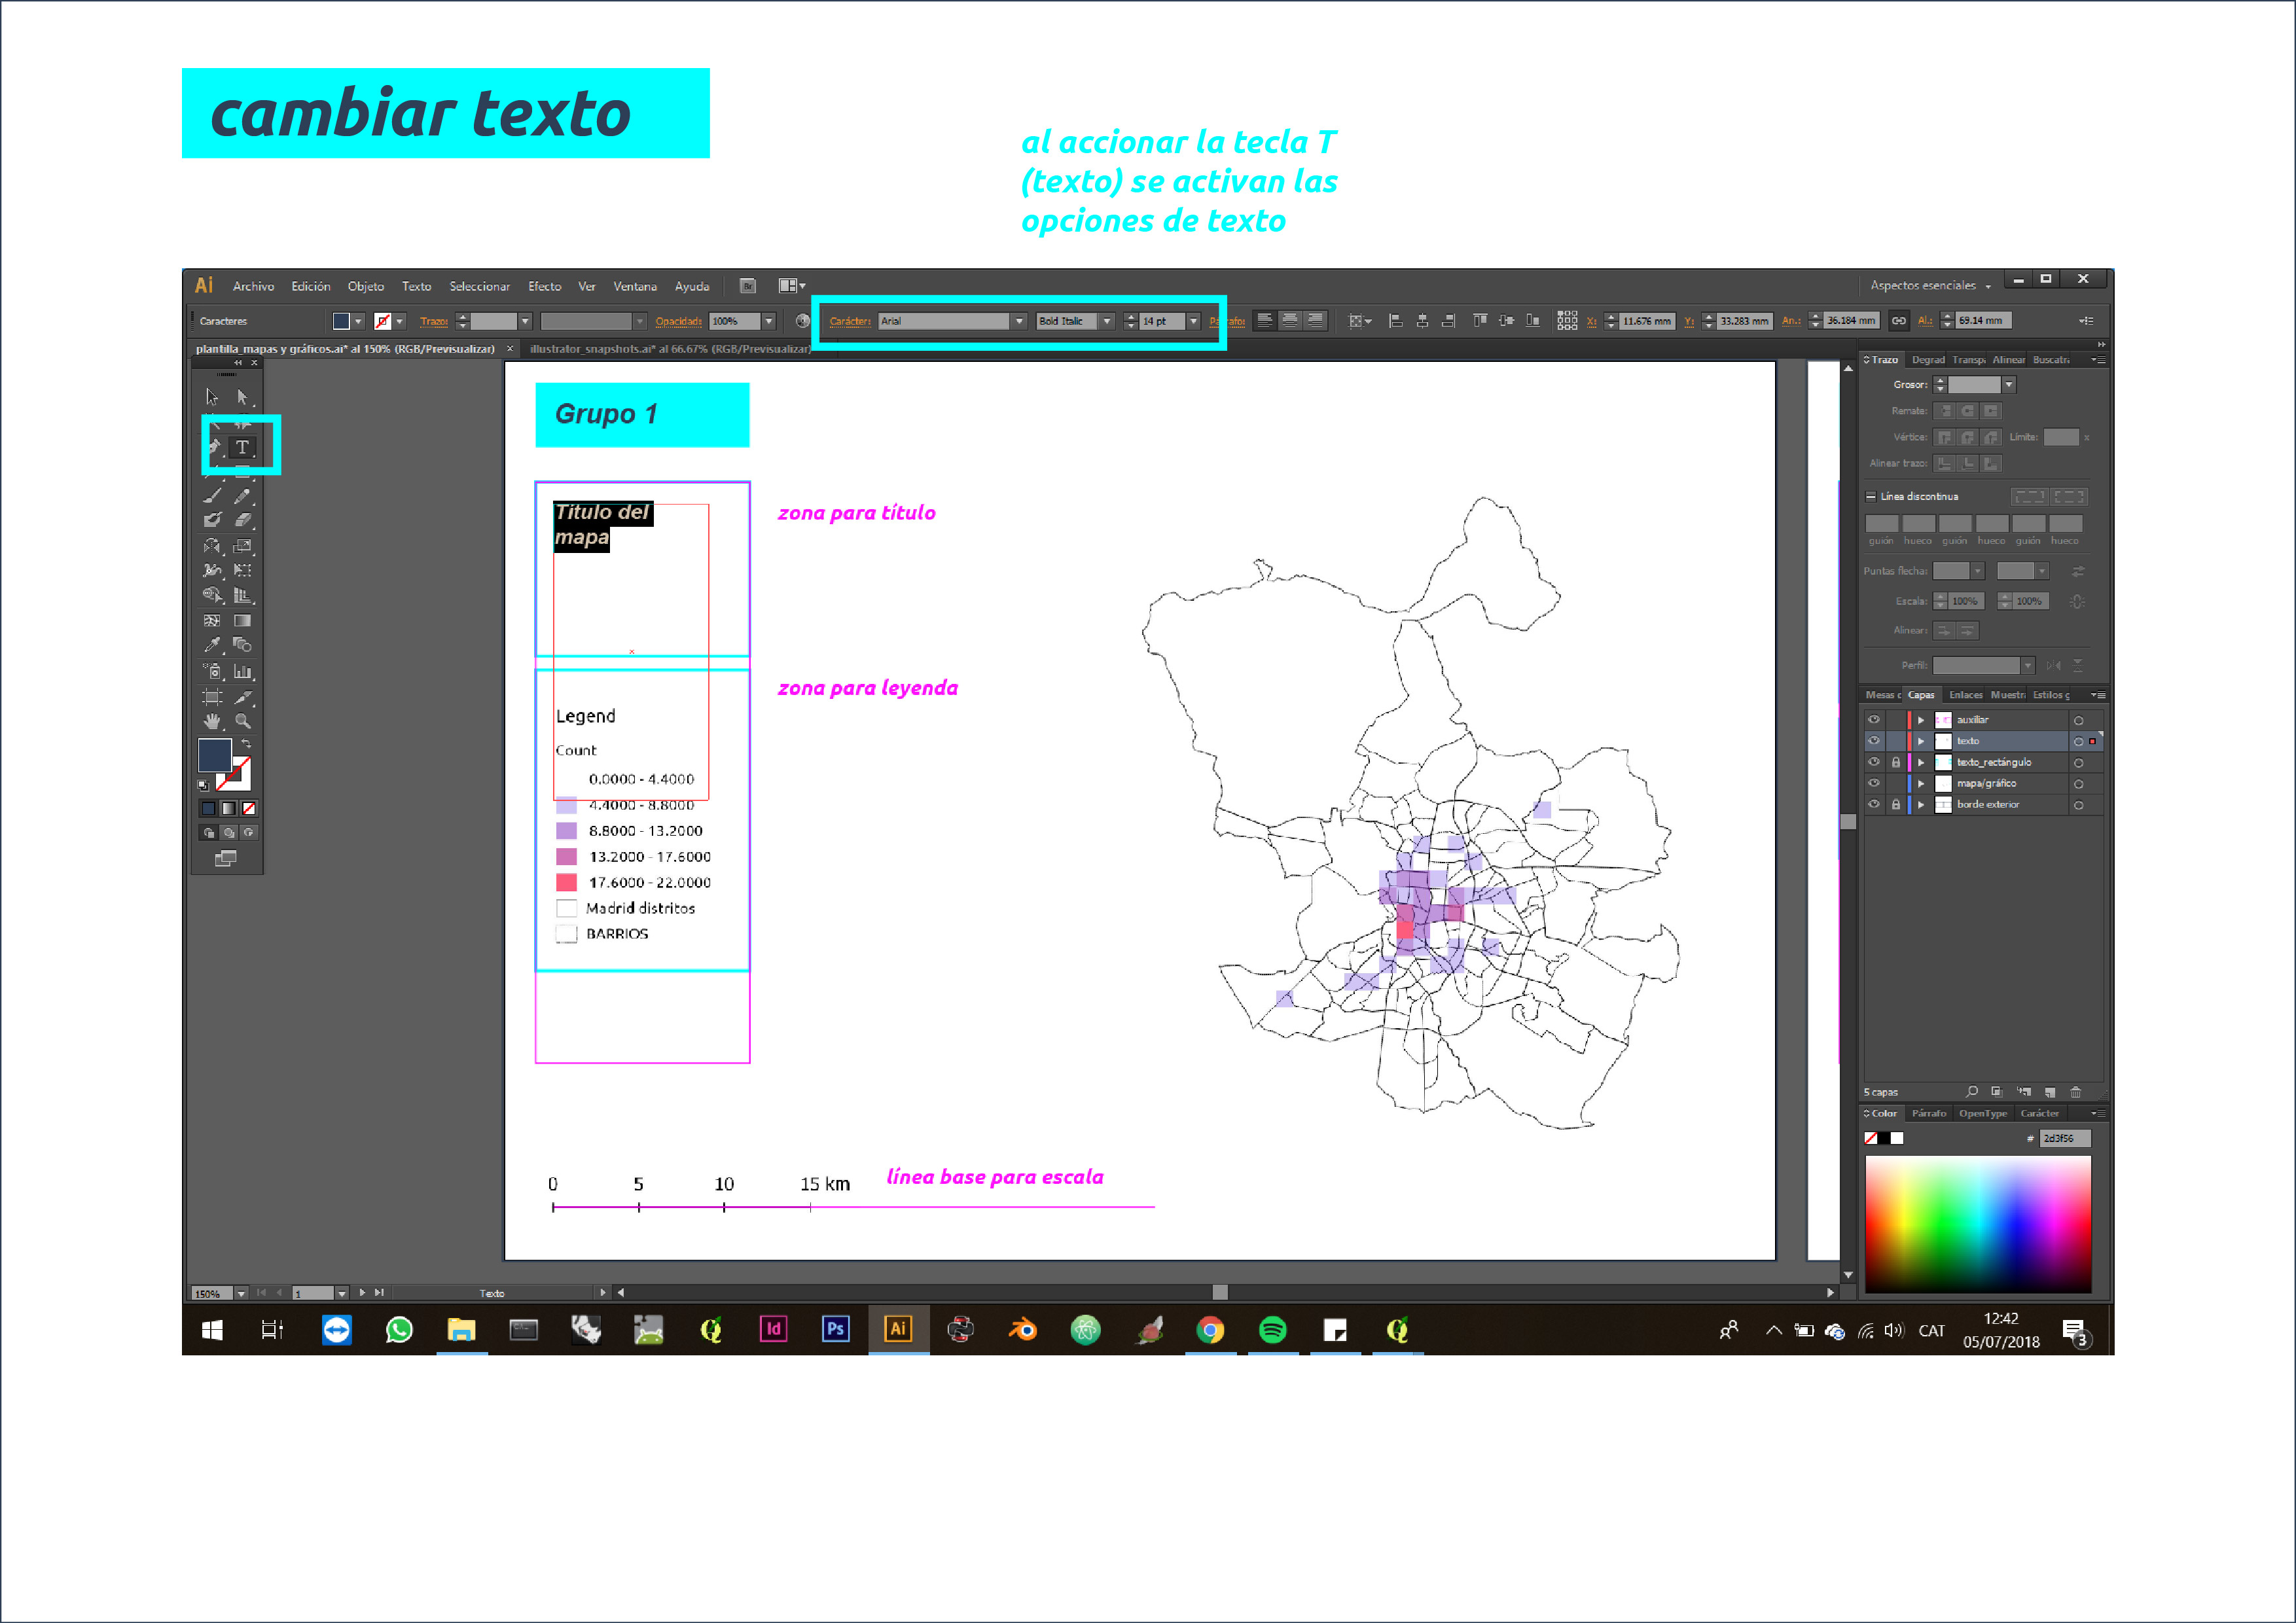 cambiar texto
al accionar la tecla T
(texto) se activan las
opciones de texto
Ai Archivo Edición Objeto Texto Seleccionar Efecto Ver Ventana Ayuda Br Aspectos esenciales
Caracteres Trazo: Opacidad: 100% Carácter: Arial Bold Italic 14 pt X: 11.676 mm Y: 33.283 mm An.: 36.184 mm Al.: 69.14 mm
plantilla_mapas y gráficos.ai* al 150% (RGB/Previsualizar) × illustrator_snapshots.ai* al 66.67% (RGB/Previsualizar)
T
Grupo 1
Título del
mapa
zona para título
zona para leyenda
Legend
Count
0.0000 - 4.4000
4.4000 - 8.8000
8.8000 - 13.2000
13.2000 - 17.6000
17.6000 - 22.0000
Madrid distritos
BARRIOS
0 5 10 15 km
línea base para escala
Trazo Degrad Transp Alinear Buscatr
Grosor:
Remate:
Vértice: Límite: x
Alinear trazo:
Línea discontinua
guión hueco guión hueco guión hueco
Puntas flecha:
Escala: 100% 100%
Alinear:
Perfil:
Mesas c Capas Enlaces Muestr Estilos g
auxiliar
texto
texto_rectángulo
mapa/gráfico
borde exterior
5 capas
Color Párrafo OpenType Carácter
# 2d3f56
150% 1 Texto
Id Ps Ai CAT 12:42
05/07/2018 3